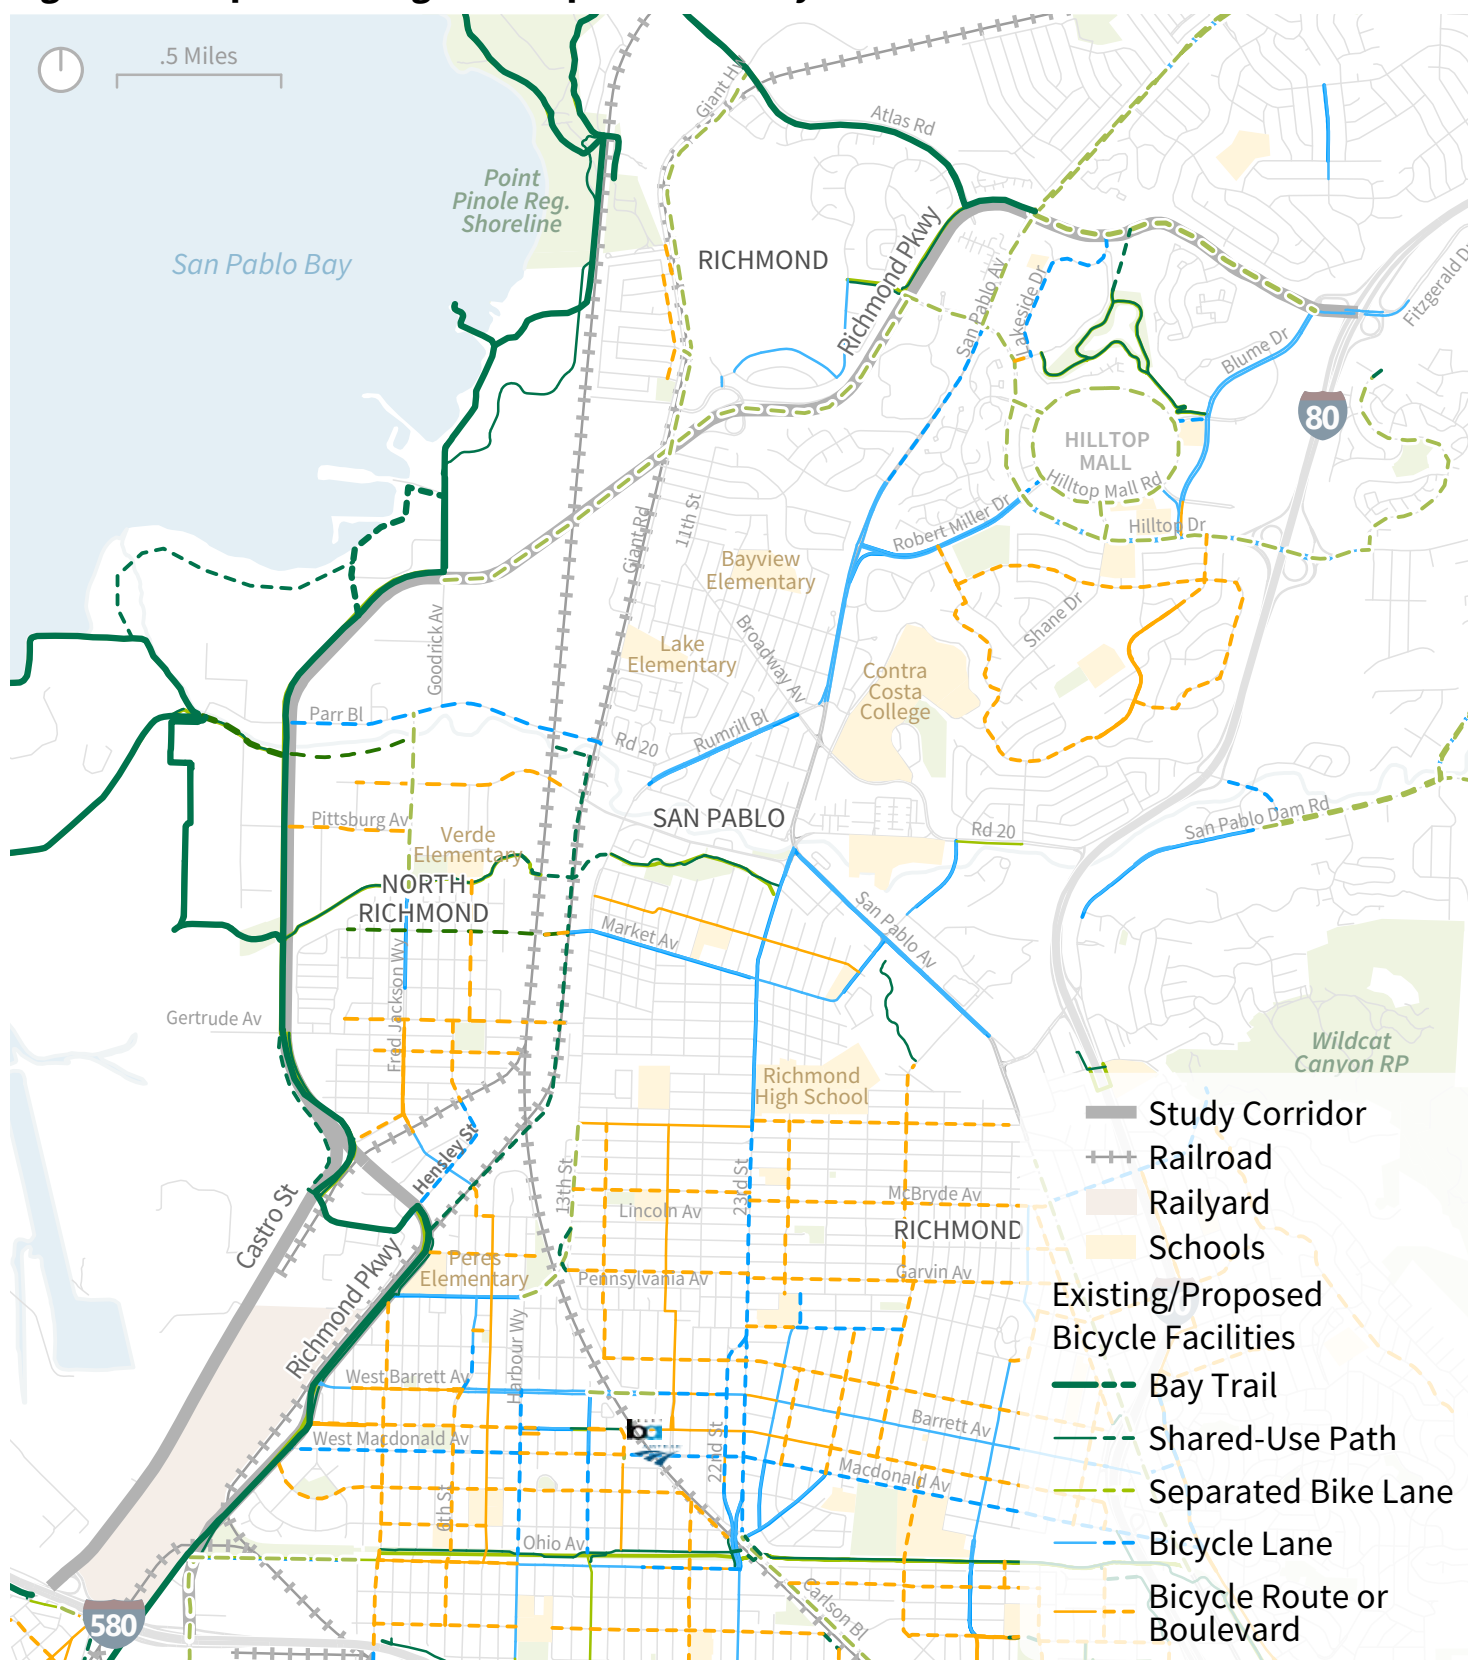 .5 Miles
Giant Hw
Atlas Rd
Point
Pinole Reg.
Shoreline
San Pablo Bay
RICHMOND
Richmond Pkwy
San Pablo Av
Lakeside Dr
Fitzgerald Dr
Blume Dr
80
HILLTOP
MALL
Hilltop Mall Rd
Robert Miller Dr
Hilltop Dr
11th St
Giant Rd
Bayview
Elementary
Shane Dr
Goodrick Av
Lake
Elementary
Broadway Av
Contra
Costa
College
Parr Bl
Rd 20
Rumrill Bl
Pittsburg Av
SAN PABLO
Rd 20
San Pablo Dam Rd
Verde
Elementary
NORTH
RICHMOND
Market Av
San Pablo Av
Fred Jackson Wy
Gertrude Av
Wildcat
Canyon RP
Richmond
High School
Hensley St
13th St
23rd St
McBryde Av
Lincoln Av
RICHMOND
Castro St
Richmond Pkwy
Peres
Elementary
Pennsylvania Av
Garvin Av
Harbour Wy
West Barrett Av
Barrett Av
West Macdonald Av
22nd St
Macdonald Av
6th St
Ohio Av
Carlson Bl
580
Study Corridor
Railroad
Railyard
Schools
Existing/Proposed
Bicycle Facilities
Bay Trail
Shared-Use Path
Separated Bike Lane
Bicycle Lane
Bicycle Route or
Boulevard